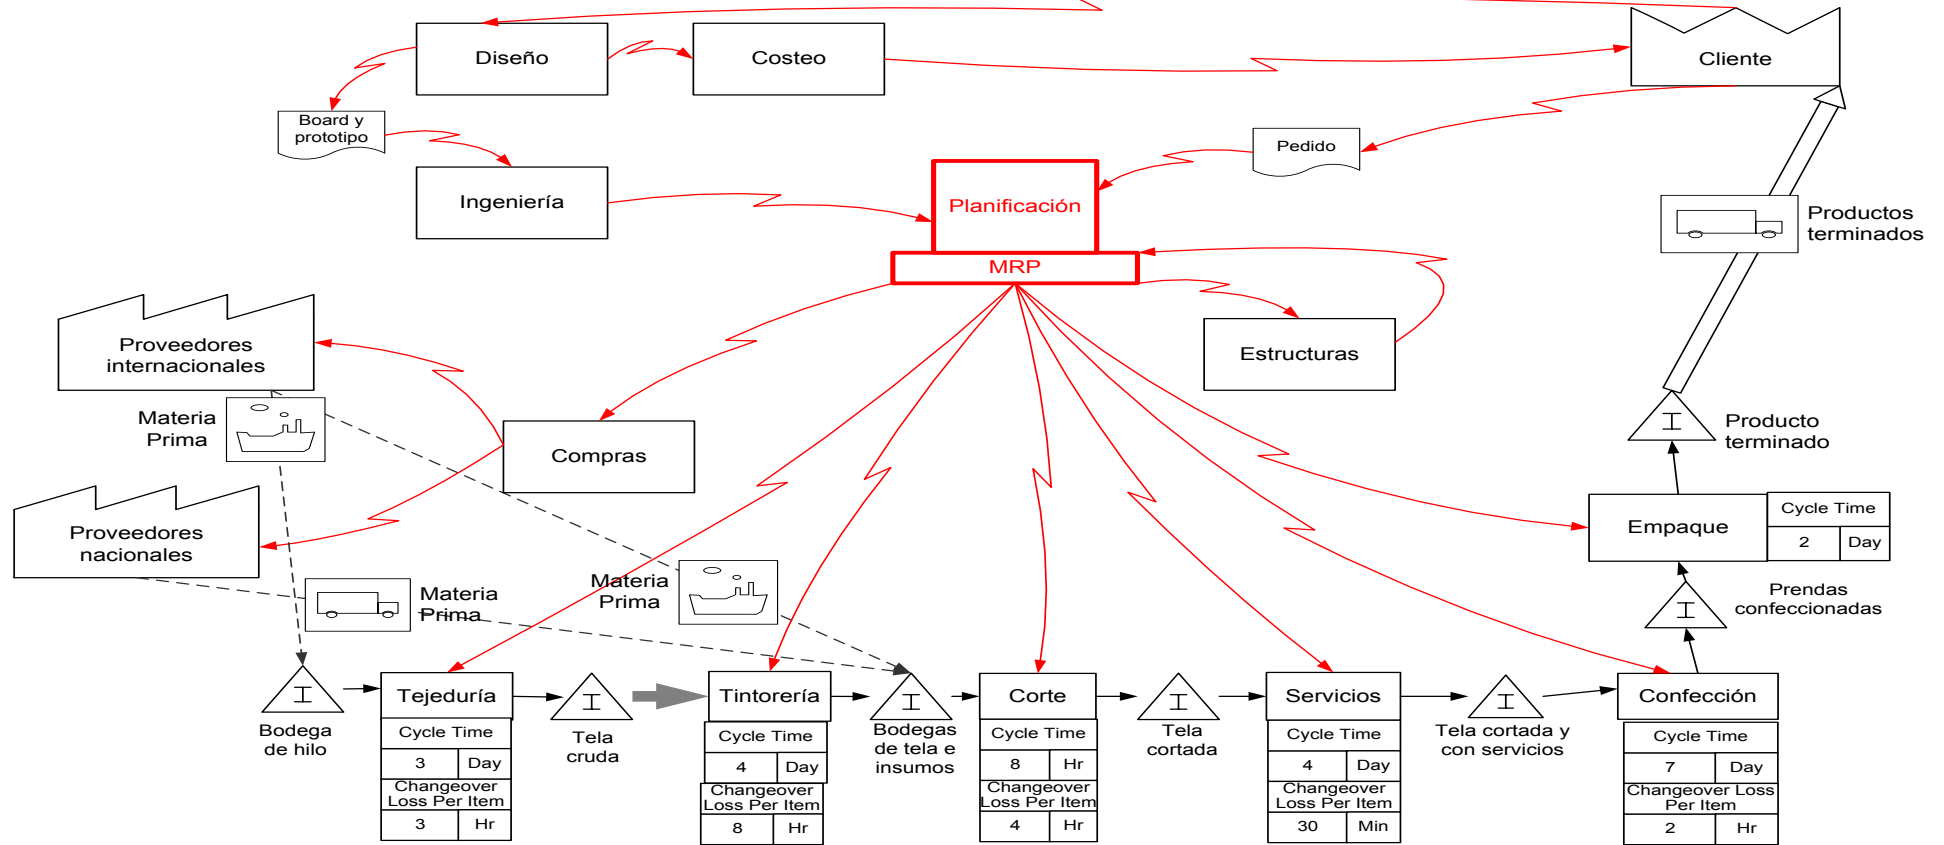 Diseño
Costeo
Cliente
Board y
prototipo
Pedido
Ingeniería
Planificación
MRP
Productos
terminados
Proveedores
internacionales
Estructuras
Materia
Prima
Compras
Producto
terminado
Proveedores
nacionales
Empaque
Cycle Time
2
Day
Materia
Prima
Materia
Prima
Prendas
confeccionadas
I
Bodega
de hilo
Tejeduría
Cycle Time
3
Day
Changeover
Loss Per Item
3
Hr
I
Tela
cruda
Tintorería
Cycle Time
4
Day
Changeover
Loss Per Item
8
Hr
I
Bodegas
de tela e
insumos
Corte
Cycle Time
8
Hr
Changeover
Loss Per Item
4
Hr
I
Tela
cortada
Servicios
Cycle Time
4
Day
Changeover
Loss Per Item
30
Min
I
Tela cortada y
con servicios
Confección
Cycle Time
7
Day
Changeover Loss
Per Item
2
Hr
I
I